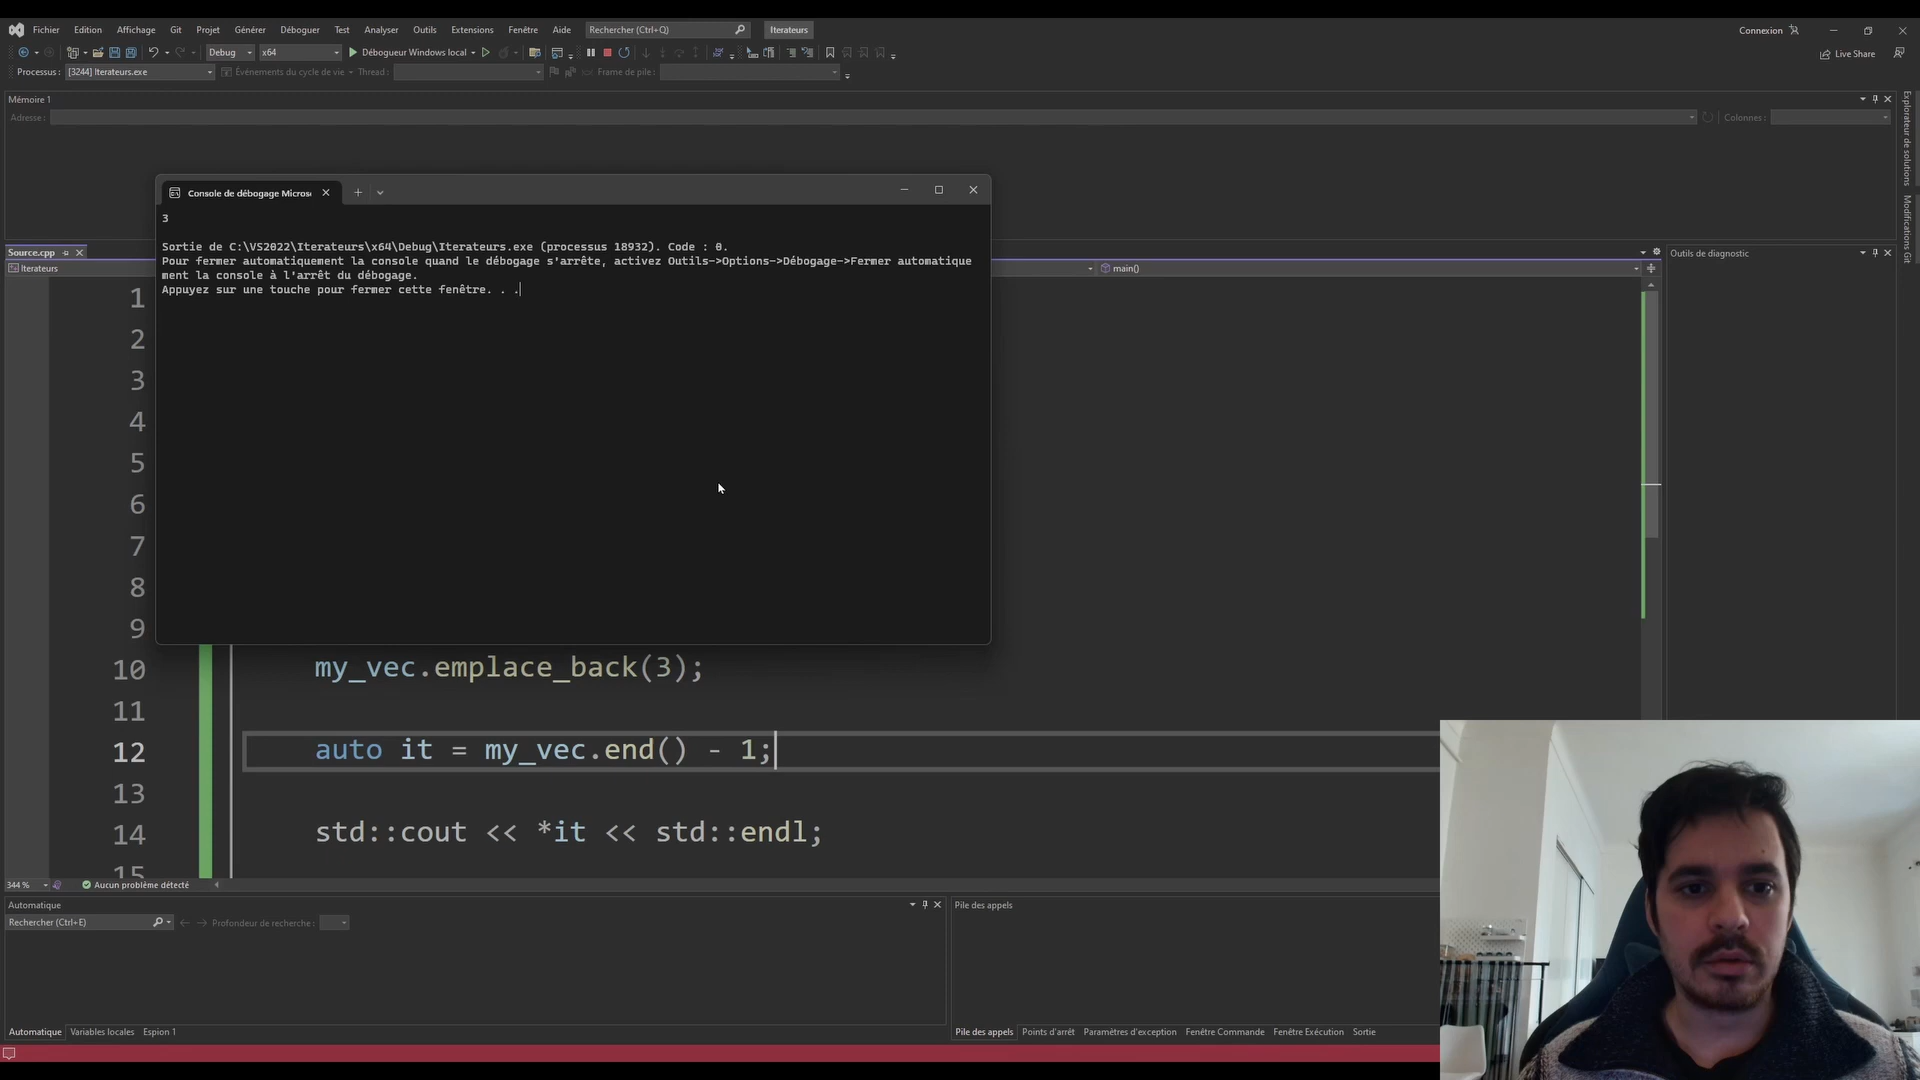 Fichier Edition Affichage Git Projet Générer Déboguer Test Analyser Outils Extensions Fenêtre Aide Rechercher (Ctrl+Q) Iterateurs Connexion
Debug x64 Débogueur Windows local Live Share
Processus : [3244] Iterateurs.exe Événements du cycle de vie Thread : Frame de pile :
Mémoire 1
Adresse : Colonnes :
Explorateur de solutions
Modifications Git
Console de débogage Micros
3
Sortie de C:\VS2022\Iterateurs\x64\Debug\Iterateurs.exe (processus 18932). Code : 0.
Pour fermer automatiquement la console quand le débogage s'arrête, activez Outils->Options->Débogage->Fermer automatique
ment la console à l'arrêt du débogage.
Appuyez sur une touche pour fermer cette fenêtre. . .
Source.cpp
Iterateurs main()
Outils de diagnostic
1
2
3
4
5
6
7
8
9
10 my_vec.emplace_back(3);
11
12 auto it = my_vec.end() - 1;
13
14 std::cout << *it << std::endl;
15
344 % Aucun problème détecté
Automatique
Rechercher (Ctrl+E) Profondeur de recherche :
Automatique Variables locales Espion 1
Pile des appels
Pile des appels Points d'arrêt Paramètres d'exception Fenêtre Commande Fenêtre Exécution Sortie